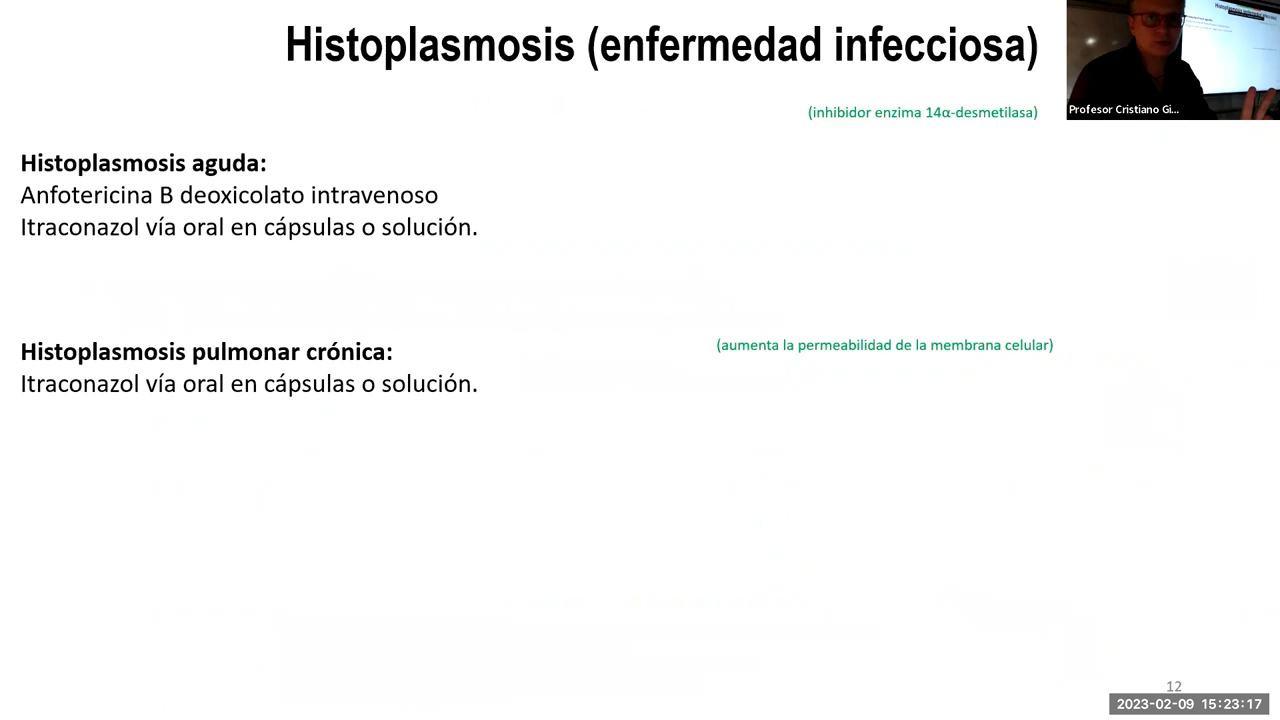 Histoplasmosis (enfermedad infecciosa)
Profesor Cristiano Gi...
(inhibidor enzima 14α-desmetilasa)
Histoplasmosis aguda:
Anfotericina B deoxicolato intravenoso
Itraconazol vía oral en cápsulas o solución.
(aumenta la permeabilidad de la membrana celular)
Histoplasmosis pulmonar crónica:
Itraconazol vía oral en cápsulas o solución.
12
2023-02-09 15:23:17